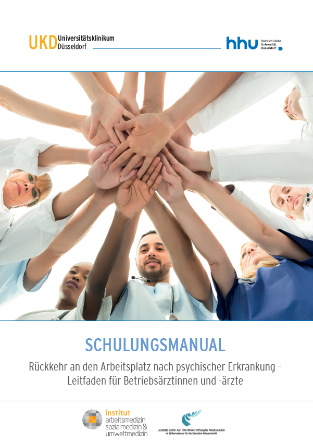 UKD Universitätsklinikum
Düsseldorf
hhu
SCHULUNGSMANUAL
Rückkehr an den Arbeitsplatz nach psychischer Erkrankung -
Leitfaden für Betriebsärztinnen und -ärzte
institut
arbeitsmedizin
sozialmedizin &
umweltmedizin